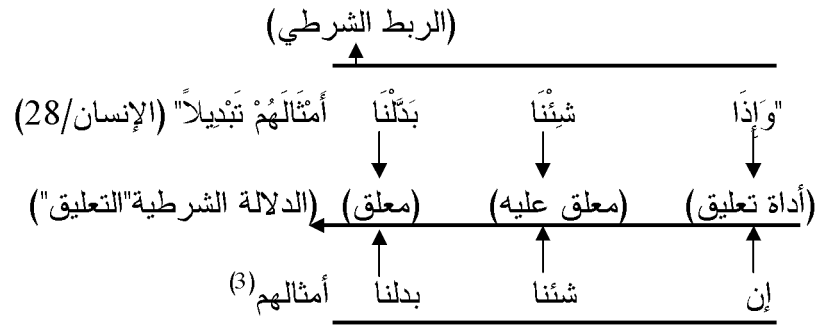 (الربط الشرطي)
"وَإِذَا شِئْنَا بَدَّلْنَا أَمْثَالَهُمْ تَبْدِيلاً" (الإنسان/28)
(أداة تعليق) (معلق عليه) (معلق) (الدلالة الشرطية"التعليق")
إن شئنا بدلنا أمثالهم(3)